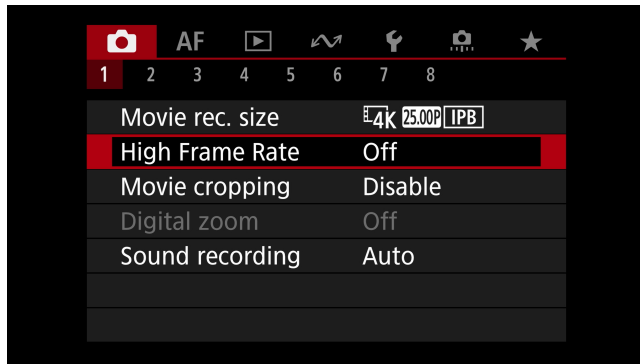 AF
1 2 3 4 5 6 7 8
Movie rec. size 4K 25.00P IPB
High Frame Rate Off
Movie cropping Disable
Digital zoom Off
Sound recording Auto